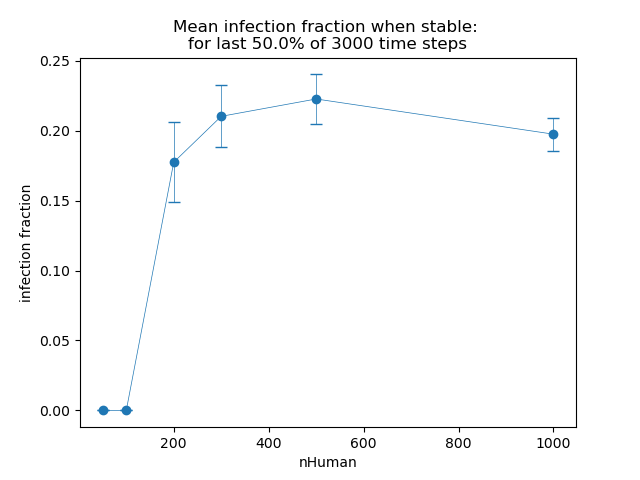 Mean infection fraction when stable:
for last 50.0% of 3000 time steps
0.25
0.20
0.15
0.10
0.05
0.00
infection fraction
200
400
600
800
1000
nHuman